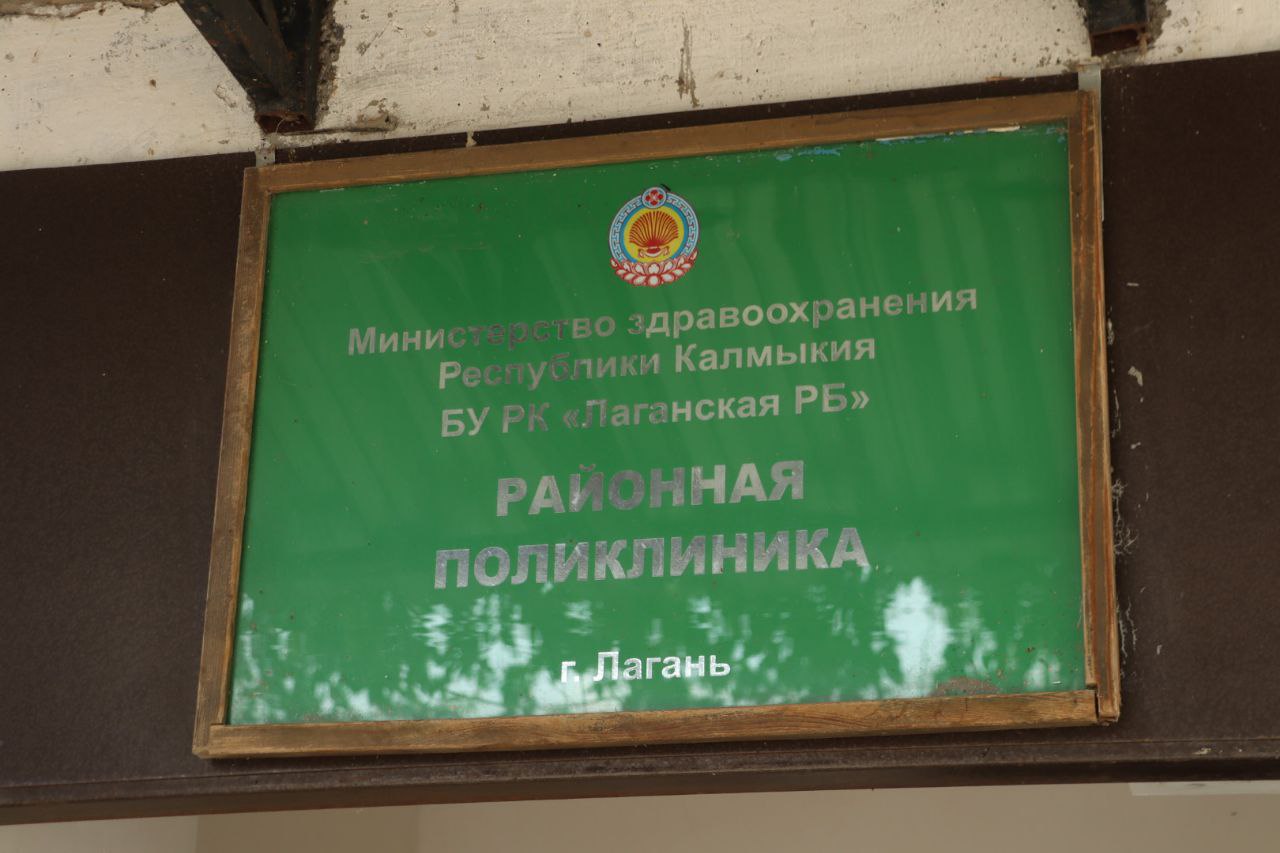 Министерство здравоохранения
Республики Калмыкия
БУ РК «Лаганская РБ»
РАЙОННАЯ
ПОЛИКЛИНИКА
г. Лагань